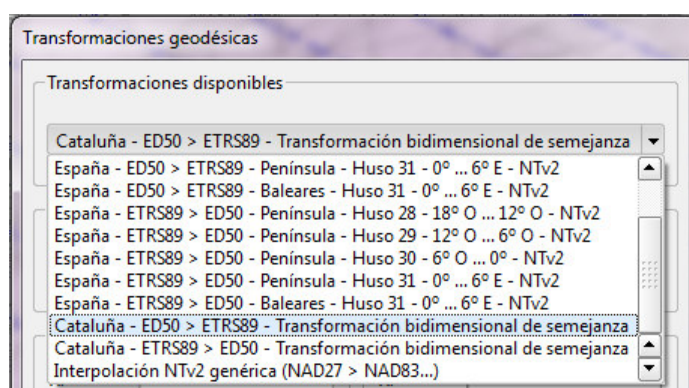 Transformaciones geodésicas
Transformaciones disponibles
Cataluña - ED50 > ETRS89 - Transformación bidimensional de semejanza
España - ED50 > ETRS89 - Península - Huso 31 - 0º ... 6º E - NTv2
España - ED50 > ETRS89 - Baleares - Huso 31 - 0º ... 6º E - NTv2
España - ETRS89 > ED50 - Península - Huso 28 - 18º O ... 12º O - NTv2
España - ETRS89 > ED50 - Península - Huso 29 - 12º O ... 6º O - NTv2
España - ETRS89 > ED50 - Península - Huso 30 - 6º O ... 0º - NTv2
España - ETRS89 > ED50 - Península - Huso 31 - 0º ... 6º E - NTv2
España - ETRS89 > ED50 - Baleares - Huso 31 - 0º ... 6º E - NTv2
Cataluña - ED50 > ETRS89 - Transformación bidimensional de semejanza
Cataluña - ETRS89 > ED50 - Transformación bidimensional de semejanza
Interpolación NTv2 genérica (NAD27 > NAD83...)